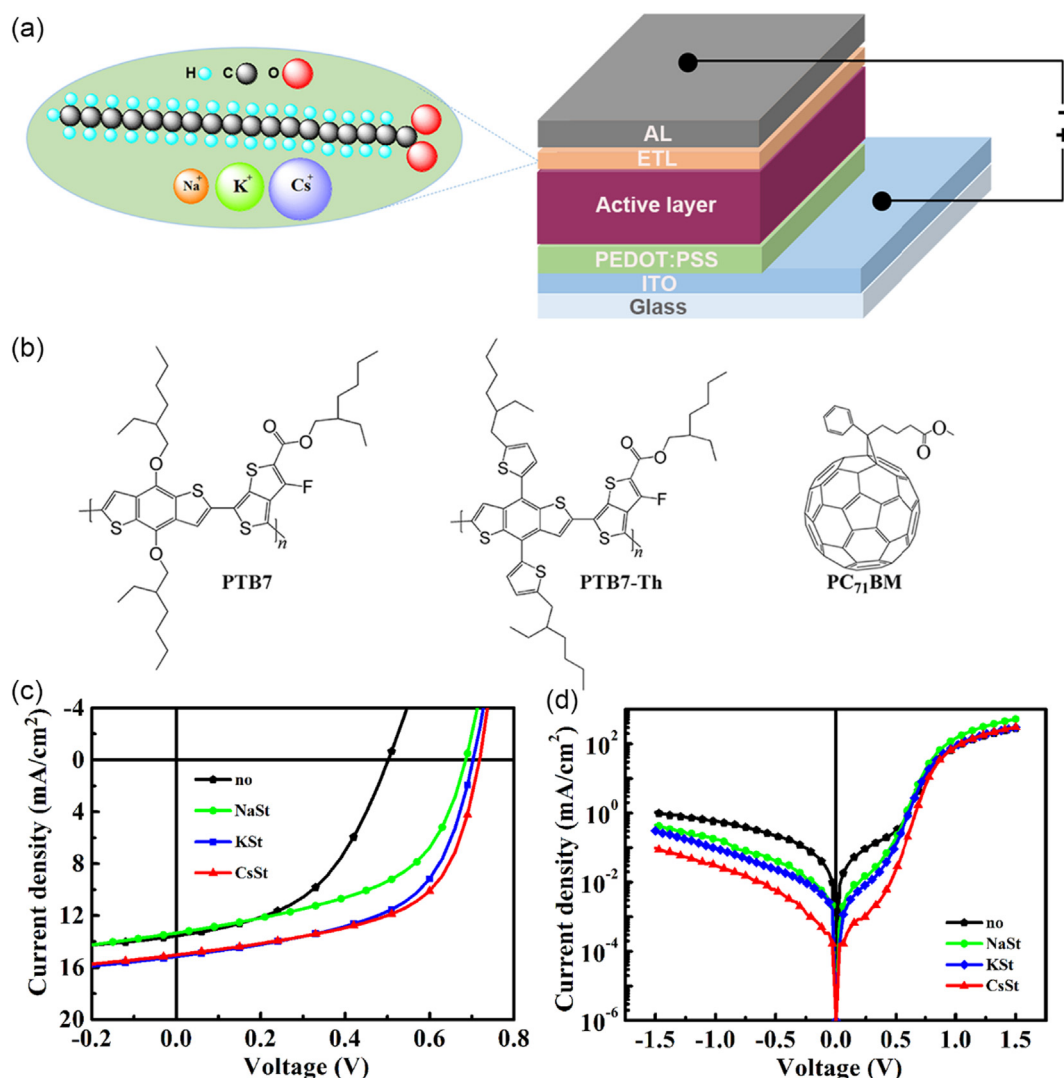 (a)
H C O
Na+ K+ Cs+
AL
ETL
Active layer
PEDOT:PSS
ITO
Glass
- +
(b)
O
O
S
S
n
O
O
S
F
S
PTB7
S
S
S
S
n
O
O
S
F
S
PTB7-Th
O
O
PC71BM
(c)
Current density (mA/cm2)
-4
0
4
8
12
16
20
no
NaSt
KSt
CsSt
-0.2 0.0 0.2 0.4 0.6 0.8
Voltage (V)
(d)
Current density (mA/cm2)
10^2
10^0
10^-2
10^-4
10^-6
no
NaSt
KSt
CsSt
-1.5 -1.0 -0.5 0.0 0.5 1.0 1.5
Voltage (V)